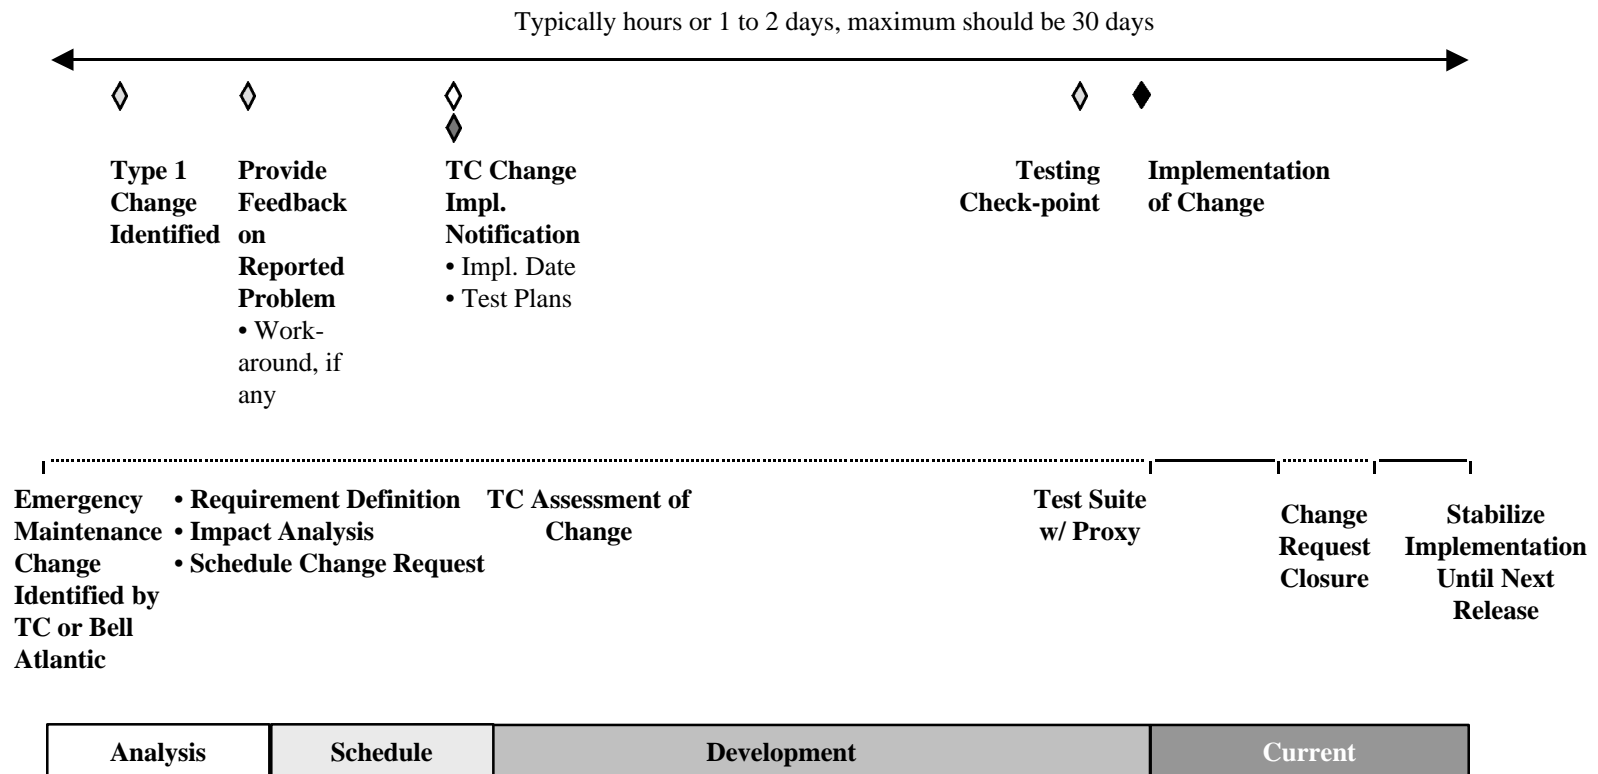 Typically hours or 1 to 2 days, maximum should be 30 days
Type 1
Change
Identified
Provide
Feedback
on
Reported
Problem
• Work-
around, if
any
TC Change
Impl.
Notification
• Impl. Date
• Test Plans
Testing
Check-point
Implementation
of Change
Emergency
Maintenance
Change
Identified by
TC or Bell
Atlantic
• Requirement Definition
• Impact Analysis
• Schedule Change Request
TC Assessment of
Change
Test Suite
w/ Proxy
Change
Request
Closure
Stabilize
Implementation
Until Next
Release
Analysis
Schedule
Development
Current